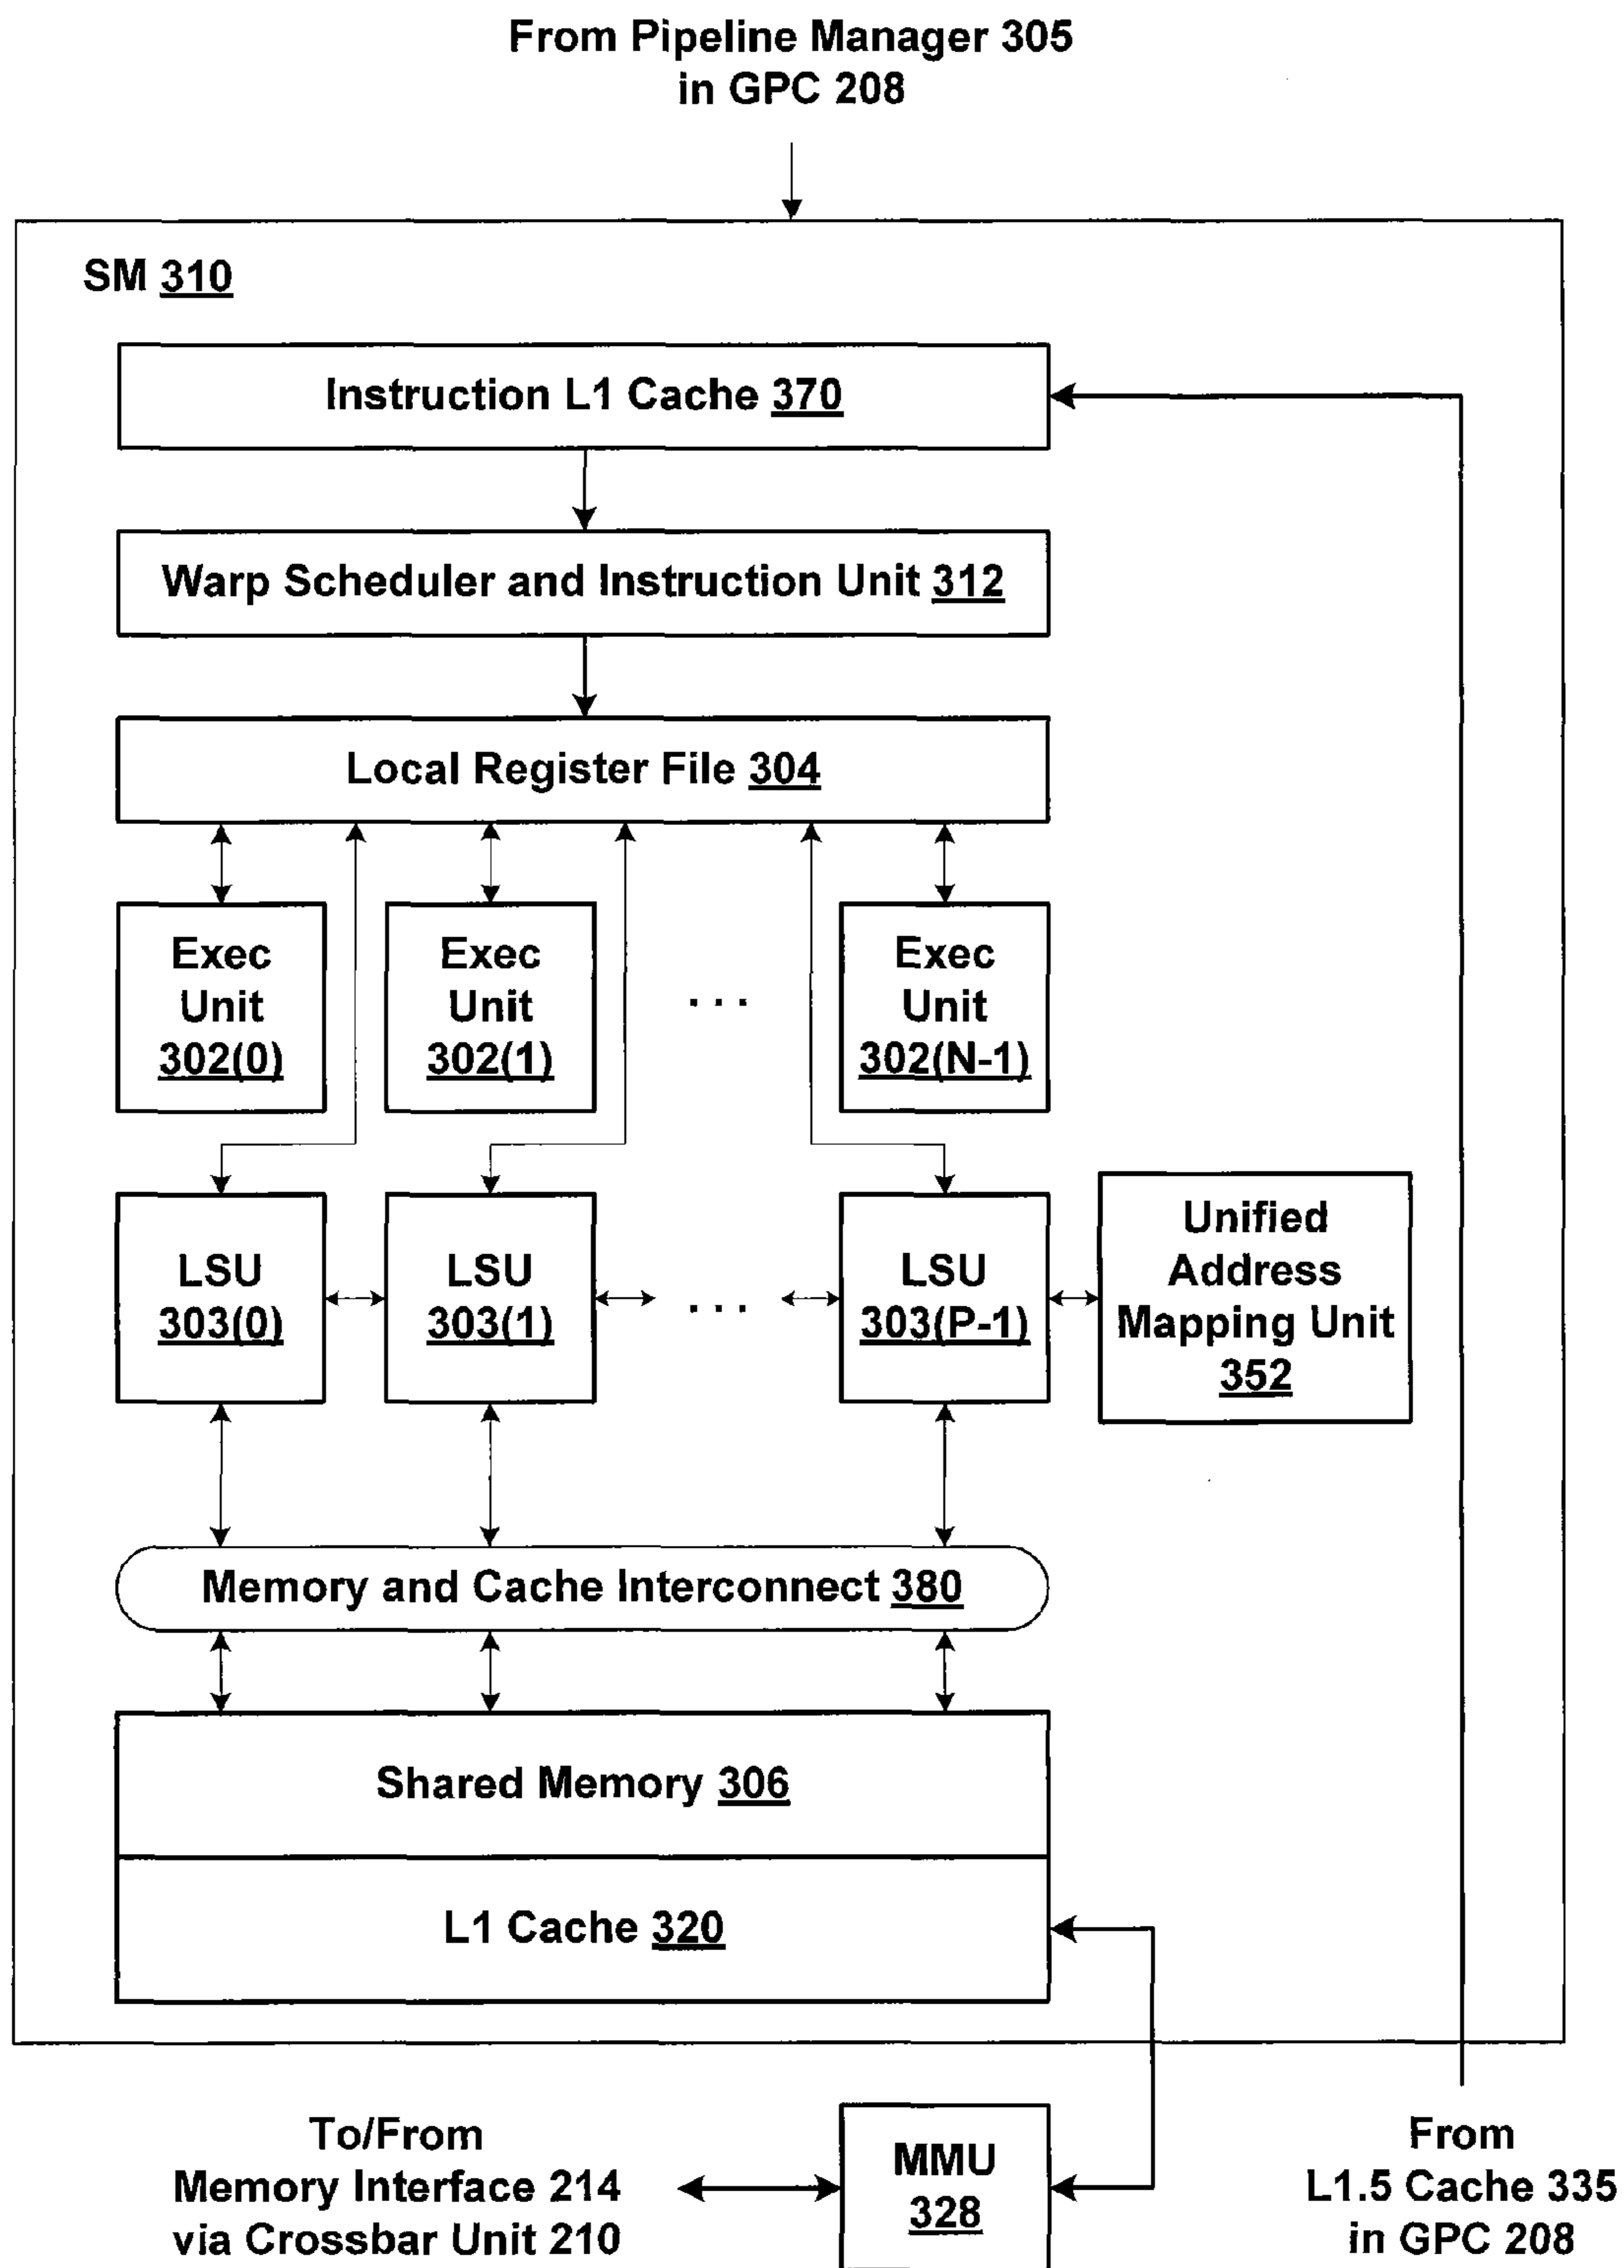 From Pipeline Manager 305
in GPC 208
SM 310
Instruction L1 Cache 370
Warp Scheduler and Instruction Unit 312
Local Register File 304
Exec
Unit
302(0)
Exec
Unit
302(1)
. . .
Exec
Unit
302(N-1)
LSU
303(0)
LSU
303(1)
. . .
LSU
303(P-1)
Unified
Address
Mapping Unit
352
Memory and Cache Interconnect 380
Shared Memory 306
L1 Cache 320
To/From
Memory Interface 214
via Crossbar Unit 210
MMU
328
From
L1.5 Cache 335
in GPC 208